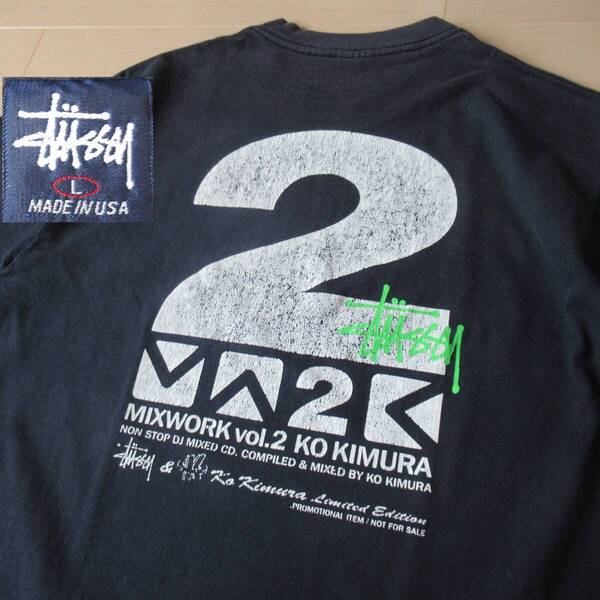 STÜSSY
L
MADE IN USA
2
STÜSSY
MW2K
MIXWORK vol.2 KO KIMURA
NON STOP DJ MIXED CD. COMPILED & MIXED BY KO KIMURA
STÜSSY & Ko Kimura .Limited Edition
.PROMOTIONAL ITEM / NOT FOR SALE